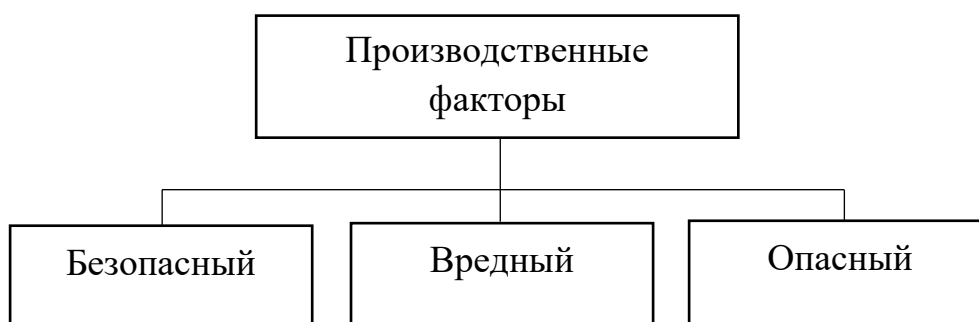 Производственные
факторы
Безопасный
Вредный
Опасный